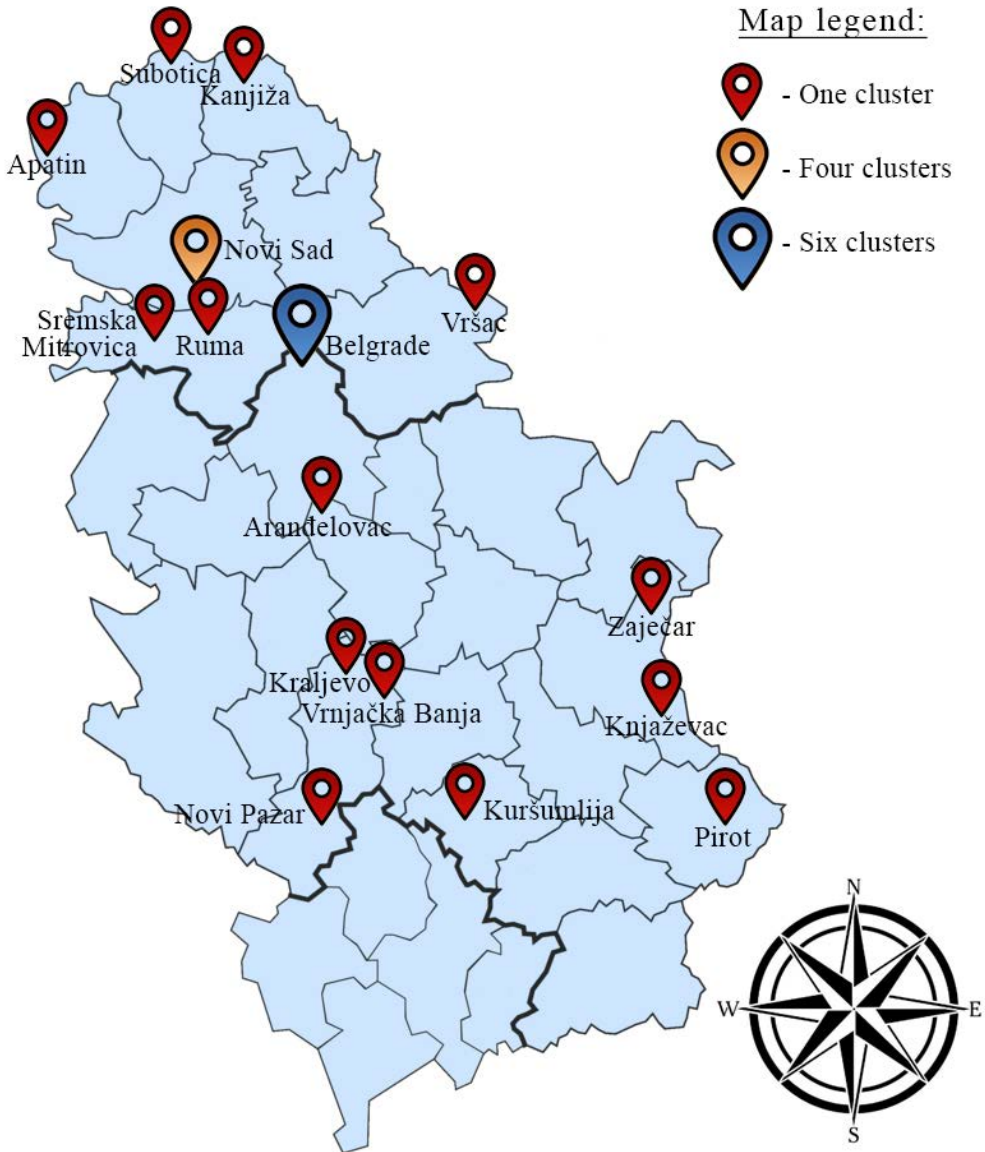 Map legend:
- One cluster
- Four clusters
- Six clusters
Subotica
Kanjiža
Apatin
Novi Sad
Vršac
Sremska
Mitrovica
Ruma
Belgrade
Aranđelovac
Zaječar
Kraljevo
Vrnjačka Banja
Knjaževac
Novi Pazar
Kuršumlija
Pirot
N
W
E
S